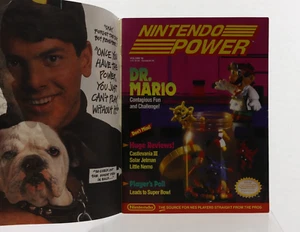 "ONCE YOU
HAVE THE
POWER,
YOU JUST
CAN'T PLAY
WITHOUT IT"
NINTENDO
POWER
DR.
MARIO
Contagious Fun
and Challenge!
Huge Reviews!
Castlevania III
Solar Jetman
Little Nemo
Player's Poll
Leads to Super Bowl
Nintendo
THE SOURCE FOR NES PLAYERS STRAIGHT FROM THE PROS